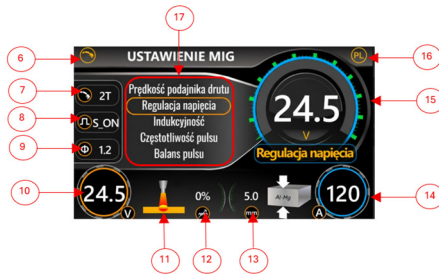 17
6
USTAWIENIE MIG
PL
16
7
2T
Prędkość podajnika drutu
Regulacja napięcia
Indukcyjność
Częstotliwość pulsu
Balans pulsu
24.5
V
Regulacja napięcia
15
8
S_ON
9
Φ 1.2
10
24.5
V
0%
5.0
mm
Al-Mg
120
A
14
11
12
13